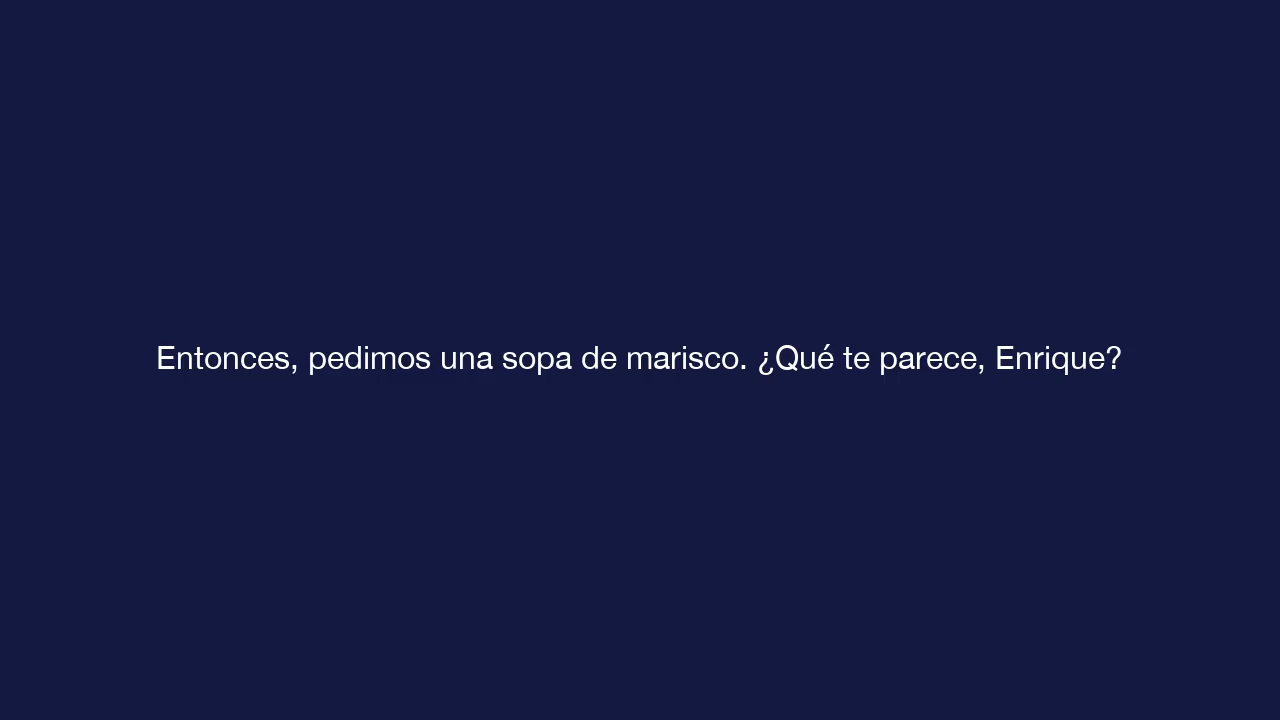 Entonces, pedimos una sopa de marisco. ¿Qué te parece, Enrique?